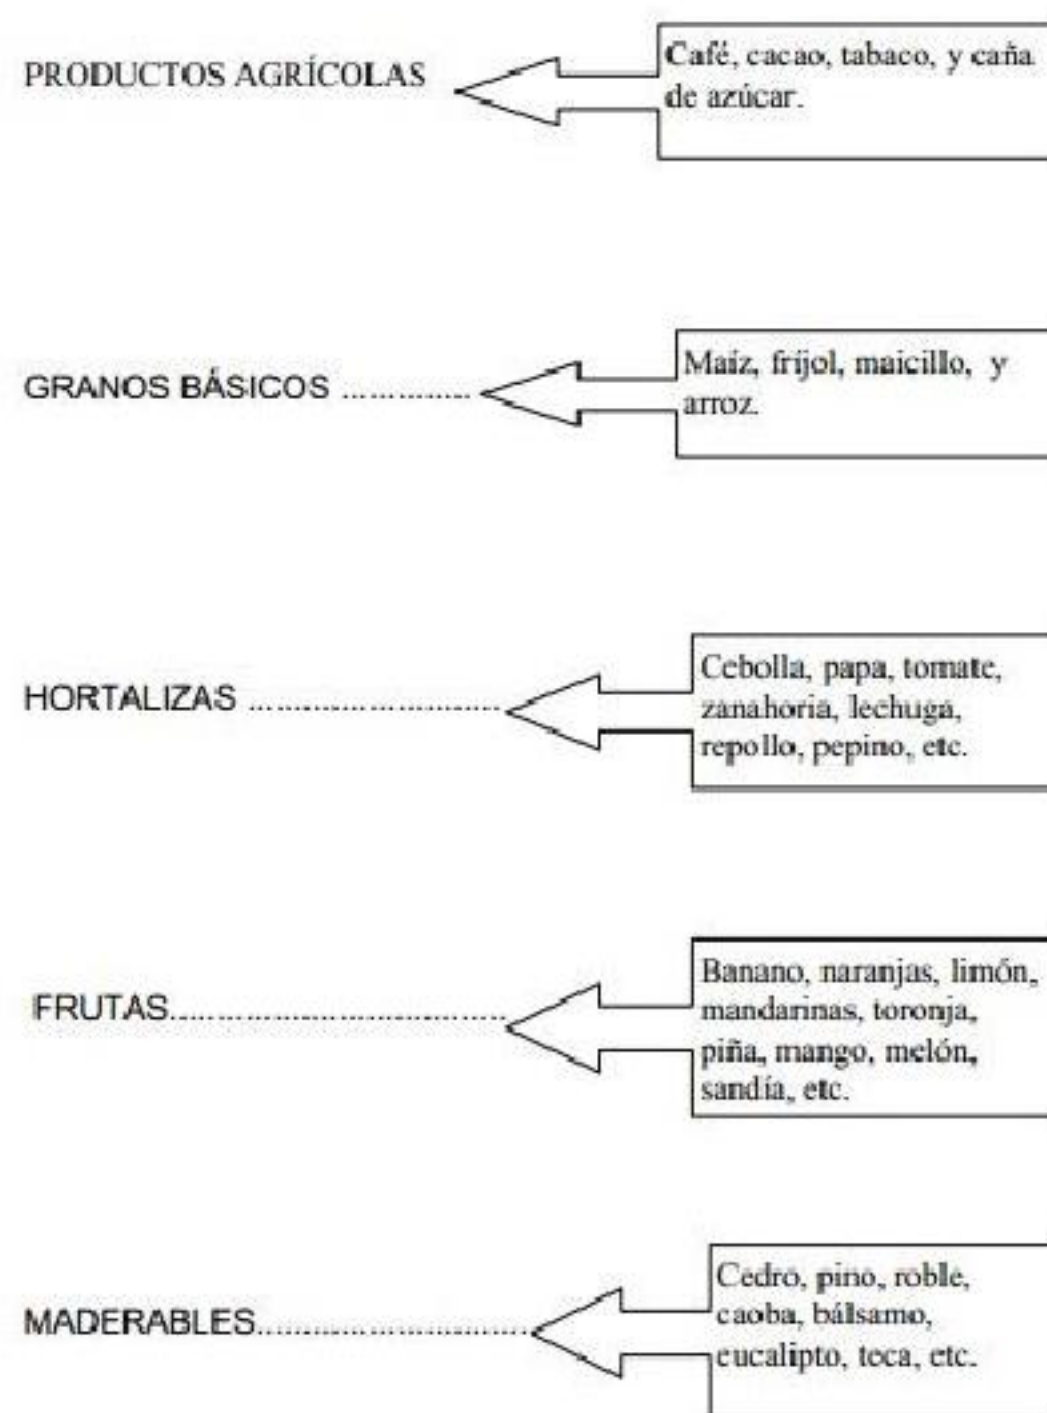 PRODUCTOS AGRÍCOLAS
Café, cacao, tabaco, y caña
de azúcar.
GRANOS BÁSICOS ..............
Maíz, frijol, maicillo, y
arroz.
HORTALIZAS ............................
Cebolla, papa, tomate,
zanahoria, lechuga,
repollo, pepino, etc.
FRUTAS......................................
Banano, naranjas, limón,
mandarinas, toronja,
piña, mango, melón,
sandía, etc.
MADERABLES...............................
Cedro, pino, roble,
caoba, bálsamo,
eucalipto, teca, etc.